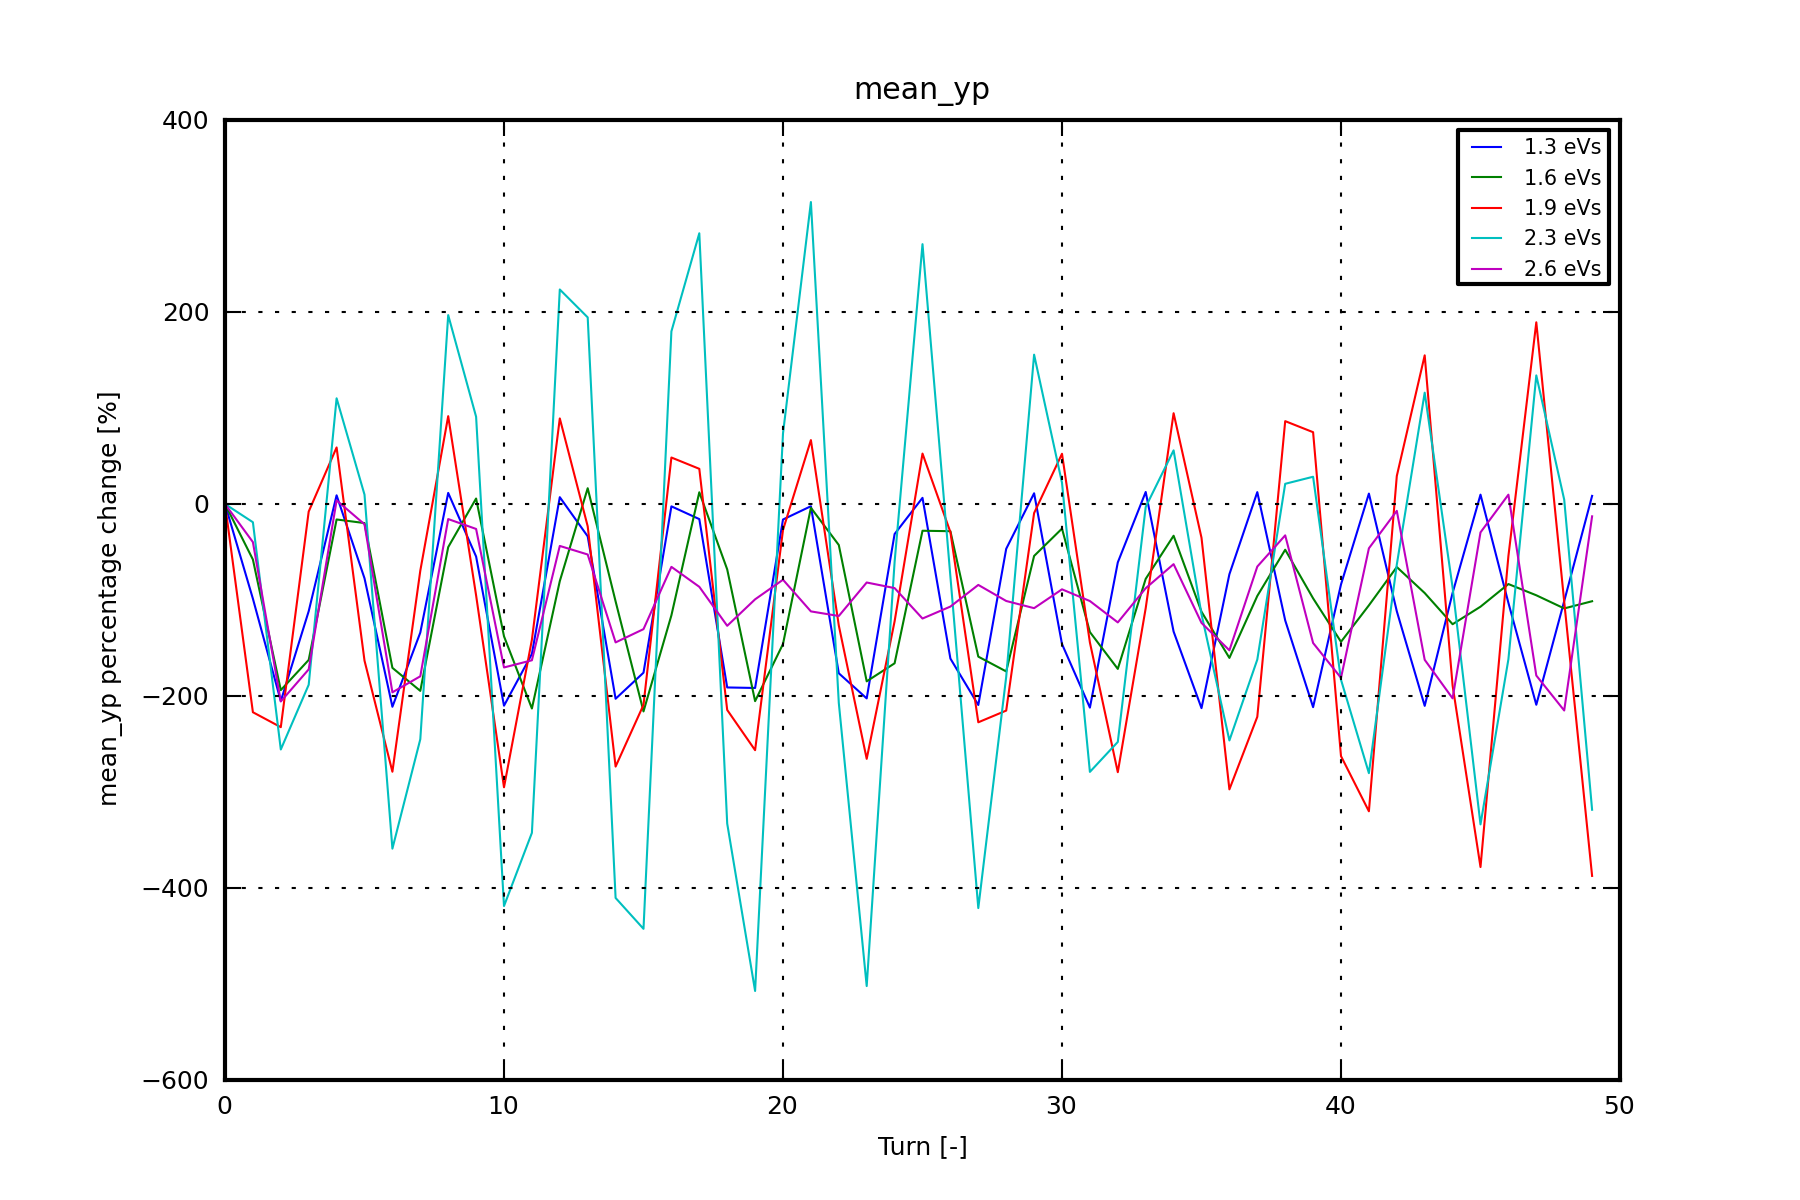 mean_yp
mean_yp percentage change [%]
400
200
0
−200
−400
−600
1.3 eVs
1.6 eVs
1.9 eVs
2.3 eVs
2.6 eVs
0 10 20 30 40 50
Turn [-]